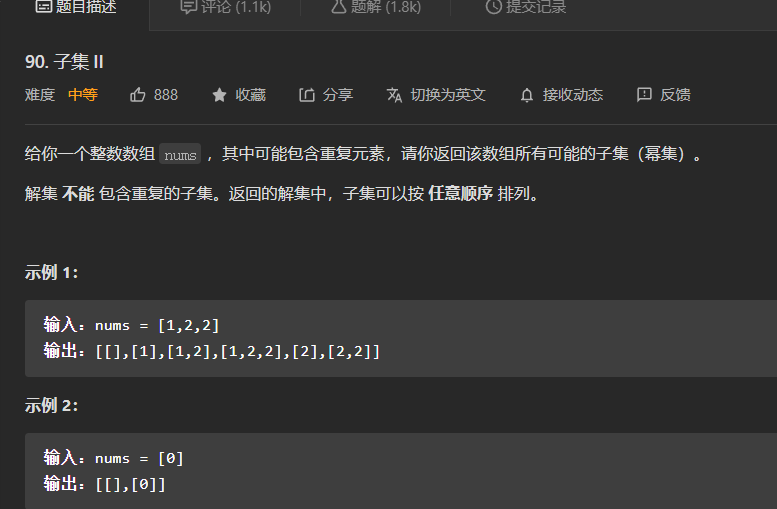 题目描述 评论 (1.1k) 题解 (1.8k) 提交记录
90. 子集 II
难度 中等 888 收藏 分享 切换为英文 接收动态 反馈
给你一个整数数组 nums ，其中可能包含重复元素，请你返回该数组所有可能的子集（幂集）。
解集 不能 包含重复的子集。返回的解集中，子集可以按 任意顺序 排列。
示例 1：
输入：nums = [1,2,2]
输出：[[],[1],[1,2],[1,2,2],[2],[2,2]]
示例 2：
输入：nums = [0]
输出：[[],[0]]